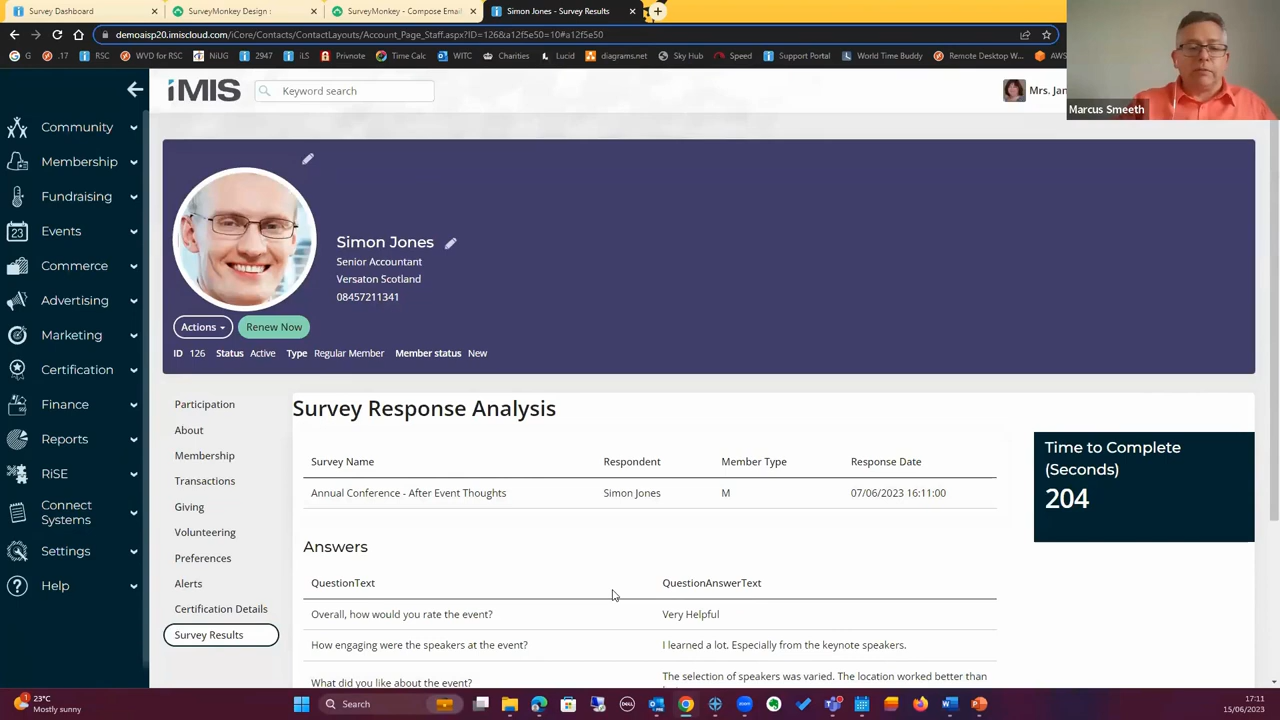 Survey Dashboard
SurveyMonkey Design :
SurveyMonkey - Compose Email
Simon Jones - Survey Results
demoaisp20.imiscloud.com/iCore/Contacts/ContactLayouts/Account_Page_Staff.aspx?ID=126&a12f5e50=10#a12f5e50
G
.17
RSC
WVD for RSC
NiUG
2947
iLS
Privnote
Time Calc
WITC
Charities
Lucid
diagrams.net
Sky Hub
Speed
Support Portal
World Time Buddy
Remote Desktop W...
AWS
Marcus Smeeth
iMIS
Keyword search
Mrs. Jan
Community
Membership
Fundraising
Events
Commerce
Advertising
Marketing
Certification
Finance
Reports
RiSE
Connect
Systems
Settings
Help
Simon Jones
Senior Accountant
Versaton Scotland
08457211341
Actions
Renew Now
ID 126 Status Active Type Regular Member Member status New
Participation
About
Membership
Transactions
Giving
Volunteering
Preferences
Alerts
Certification Details
Survey Results
Survey Response Analysis
Survey Name Respondent Member Type Response Date
Annual Conference - After Event Thoughts Simon Jones M 07/06/2023 16:11:00
Time to Complete
(Seconds)
204
Answers
QuestionText QuestionAnswerText
Overall, how would you rate the event? Very Helpful
How engaging were the speakers at the event? I learned a lot. Especially from the keynote speakers.
What did you like about the event? The selection of speakers was varied. The location worked better than
23°C
Mostly sunny
Search
17:11
15/06/2023